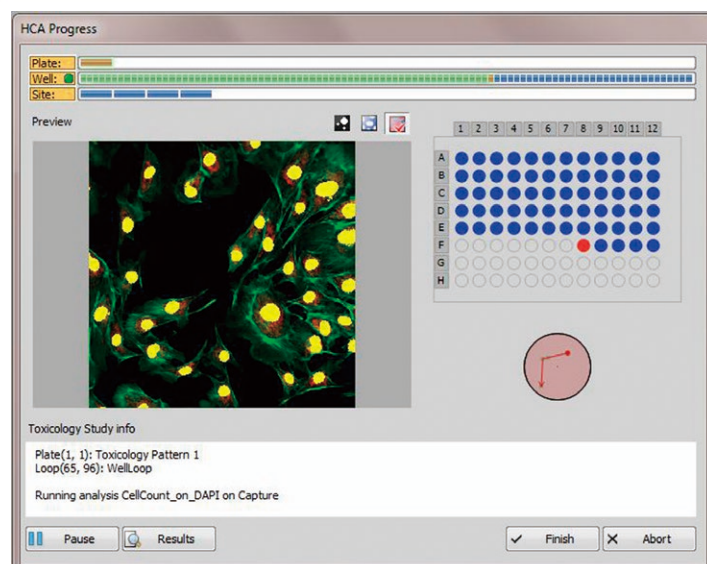 HCA Progress
Plate:
Well:
Site:
Preview
1 2 3 4 5 6 7 8 9 10 11 12
A
B
C
D
E
F
G
H
Toxicology Study info
Plate(1, 1): Toxicology Pattern 1
Loop(65, 96): WellLoop
Running analysis CellCount_on_DAPI on Capture
Pause Results Finish Abort